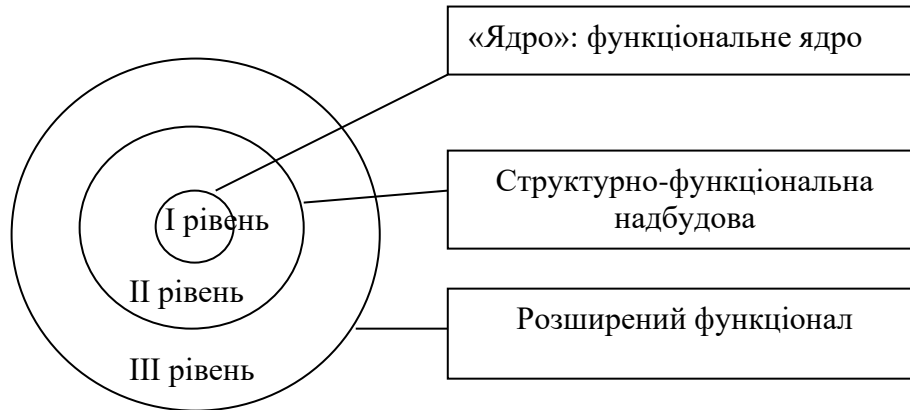 «Ядро»: функціональне ядро
Структурно-функціональна
надбудова
І рівень
ІІ рівень
Розширений функціонал
ІІІ рівень